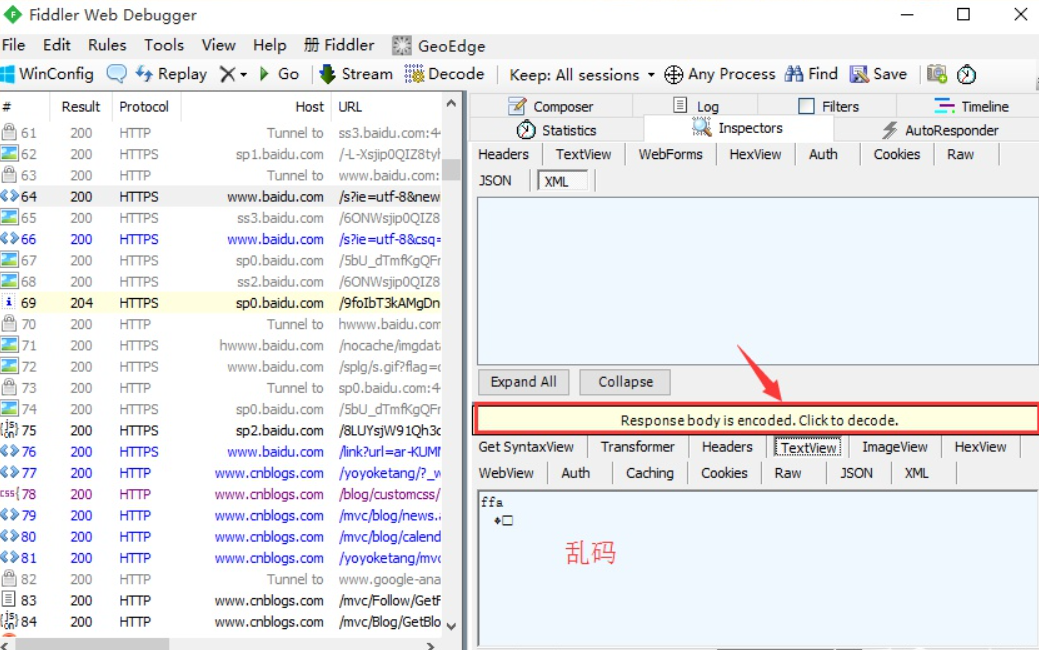 Fiddler Web Debugger
File Edit Rules Tools View Help 册 Fiddler GeoEdge
WinConfig Replay Go Stream Decode Keep: All sessions Any Process Find Save
# Result Protocol Host URL
61 200 HTTP Tunnel to ss3.baidu.com:4
62 200 HTTPS sp1.baidu.com /-L-Xsjip0QIZ8tyh
63 200 HTTP Tunnel to www.baidu.com:
64 200 HTTPS www.baidu.com /s?ie=utf-8&new
65 200 HTTPS ss3.baidu.com /6ONWsjip0QIZ8
66 200 HTTPS www.baidu.com /s?ie=utf-8&csq=
67 200 HTTPS sp0.baidu.com /5bU_dTmfKgQFr
68 200 HTTPS ss2.baidu.com /6ONWsjip0QIZ8
69 204 HTTPS sp0.baidu.com /9foIbT3kAMgDn
70 200 HTTP Tunnel to hwww.baidu.com
71 200 HTTPS hwww.baidu.com /nocache/imgdat
72 200 HTTPS www.baidu.com /splg/s.gif?flag=
73 200 HTTP Tunnel to sp0.baidu.com:4
74 200 HTTPS sp0.baidu.com /5bU_dTmfKgQFr
75 200 HTTPS sp2.baidu.com /8LUYsjW91Qh3
76 200 HTTPS www.baidu.com /link?url=ar-KUM
77 200 HTTP www.cnblogs.com /yoyoketang/?_w
78 200 HTTP www.cnblogs.com /blog/customcss/
79 200 HTTP www.cnblogs.com /mvc/blog/news.
80 200 HTTP www.cnblogs.com /mvc/blog/calend
81 200 HTTP www.cnblogs.com /yoyoketang/mvc
82 200 HTTP Tunnel to www.google-ana
83 200 HTTP www.cnblogs.com /mvc/Follow/GetF
84 200 HTTP www.cnblogs.com /mvc/Blog/GetBlo
Composer Log Filters Timeline
Statistics Inspectors AutoResponder
Headers TextView WebForms HexView Auth Cookies Raw
JSON XML
Expand All Collapse
Response body is encoded. Click to decode.
Get SyntaxView Transformer Headers TextView ImageView HexView
WebView Auth Caching Cookies Raw JSON XML
ffa
乱码